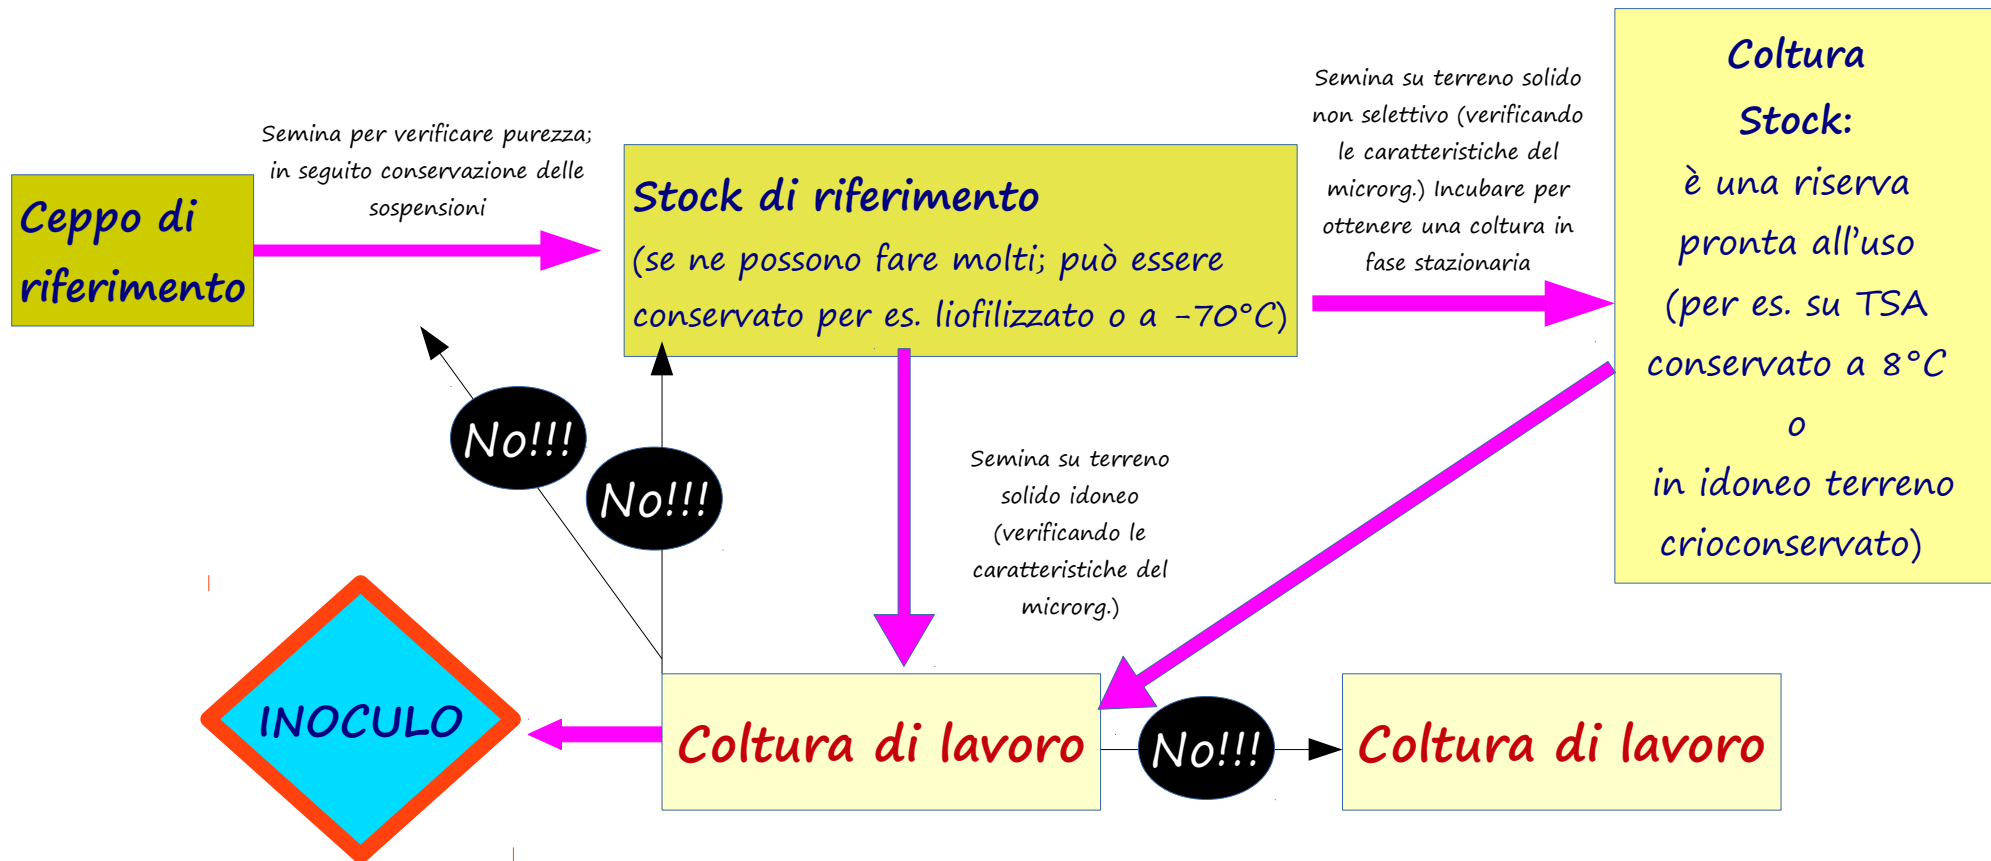 Ceppo di
riferimento
Semina per verificare purezza;
in seguito conservazione delle
sospensioni
Stock di riferimento
(se ne possono fare molti; può essere
conservato per es. liofilizzato o a -70°C)
Semina su terreno solido
non selettivo (verificando
le caratteristiche del
microrg.) Incubare per
ottenere una coltura in
fase stazionaria
Coltura
Stock:
è una riserva
pronta all'uso
(per es. su TSA
conservato a 8°C
o
in idoneo terreno
crioconservato)
No!!!
No!!!
Semina su terreno
solido idoneo
(verificando le
caratteristiche del
microrg.)
INOCULO
Coltura di lavoro
No!!!
Coltura di lavoro